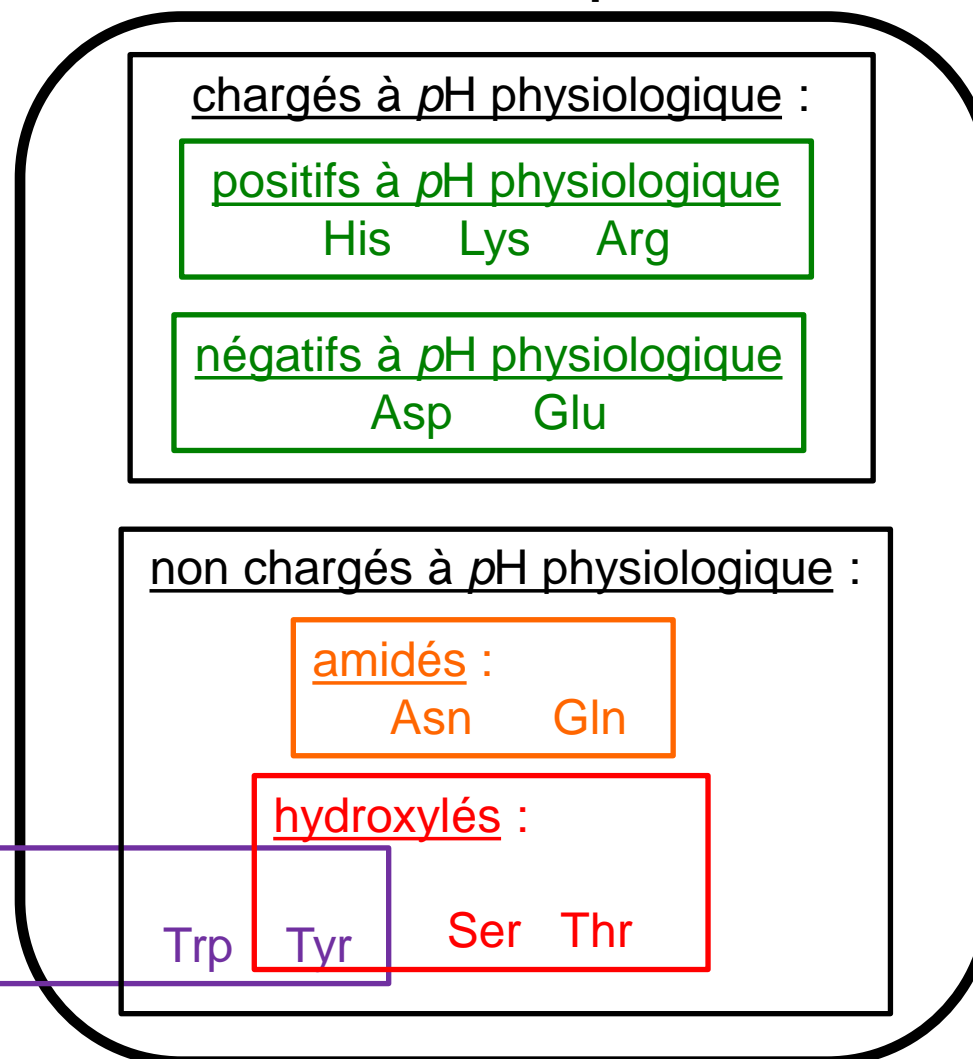 chargés à pH physiologique :
positifs à pH physiologique
His Lys Arg
négatifs à pH physiologique
Asp Glu
non chargés à pH physiologique :
amidés :
Asn Gln
hydroxylés :
Trp Tyr Ser Thr